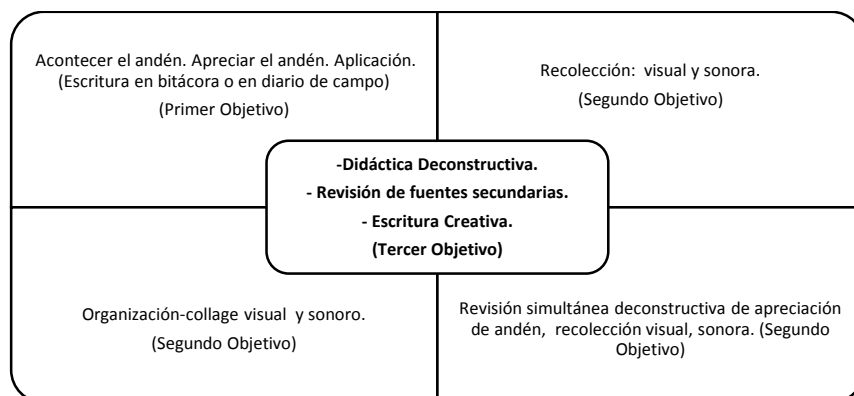 Acontecer el andén. Apreciar el andén. Aplicación.
(Escritura en bitácora o en diario de campo)
(Primer Objetivo)
Recolección:  visual y sonora.
(Segundo Objetivo)
-Didáctica Deconstructiva.
- Revisión de fuentes secundarias.
- Escritura Creativa.
(Tercer Objetivo)
Organización-collage visual  y sonoro.
(Segundo Objetivo)
Revisión simultánea deconstructiva de apreciación
de andén,  recolección visual, sonora. (Segundo
Objetivo)